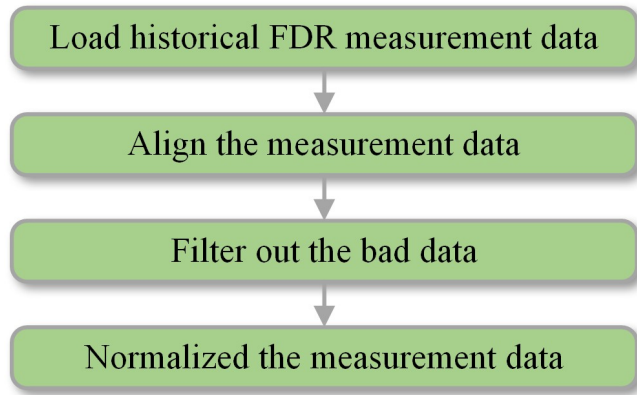 Load historical FDR measurement data
Align the measurement data
Filter out the bad data
Normalized the measurement data